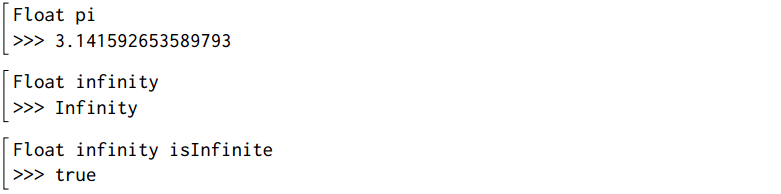 Float pi
>>> 3.141592653589793
Float infinity
>>> Infinity
Float infinity isInfinite
>>> true